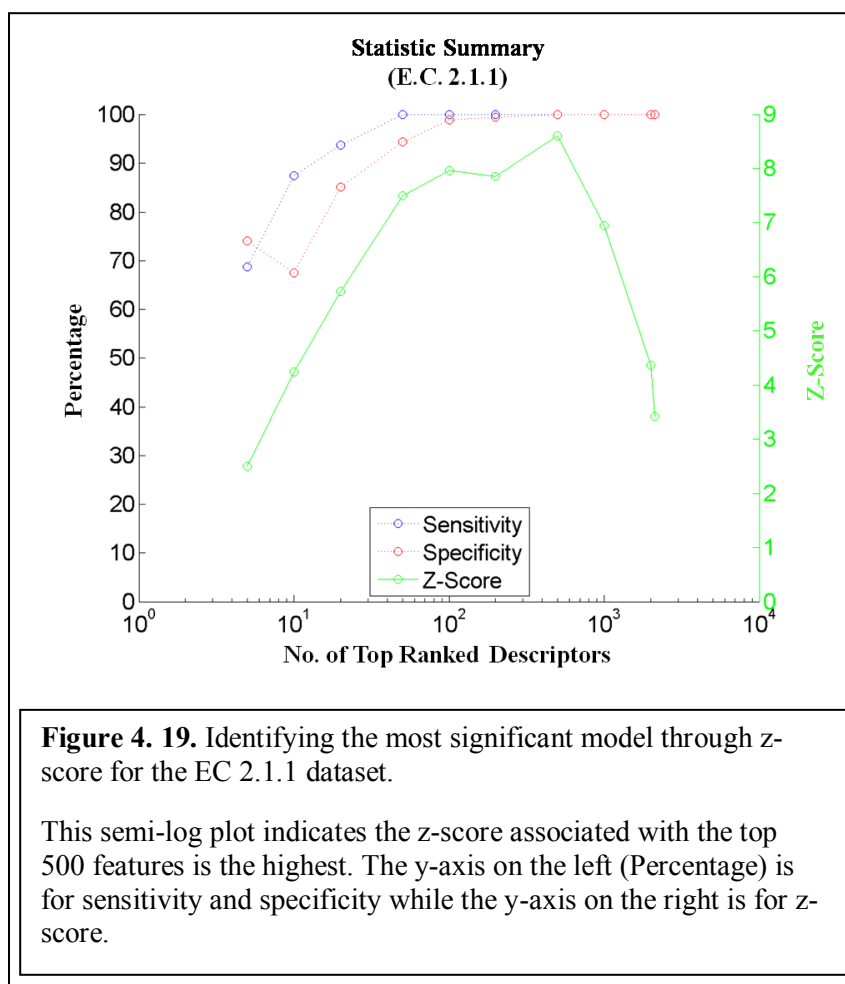 Statistic Summary
(E.C. 2.1.1)
100
90
80
70
60
50
40
30
20
10
0
Percentage
9
8
7
6
5
4
3
2
1
0
Z-Score
Sensitivity
Specificity
Z-Score
10^0
10^1
10^2
10^3
10^4
No. of Top Ranked Descriptors
Figure 4. 19. Identifying the most significant model through z-
score for the EC 2.1.1 dataset.
This semi-log plot indicates the z-score associated with the top
500 features is the highest. The y-axis on the left (Percentage) is
for sensitivity and specificity while the y-axis on the right is for z-
score.